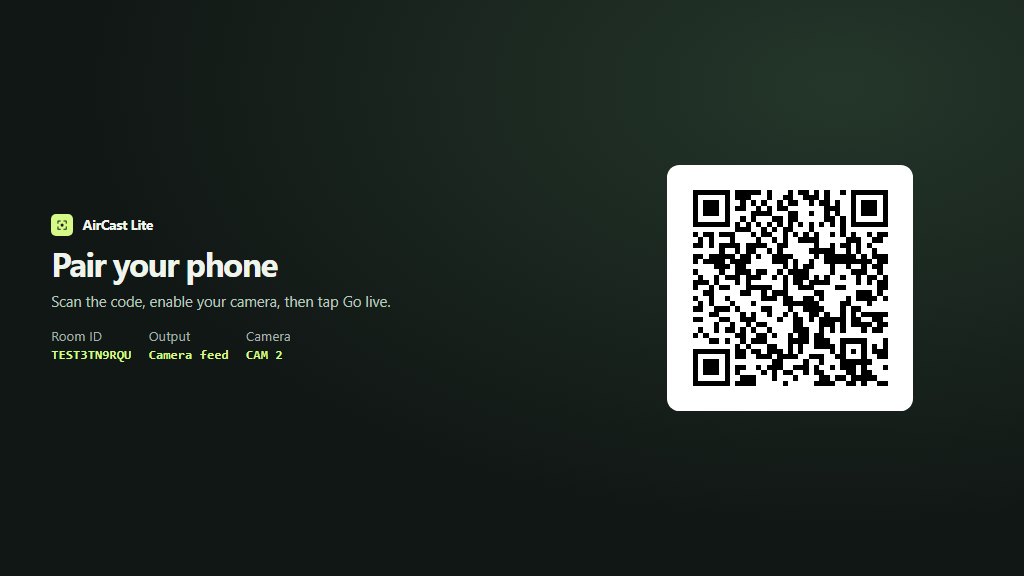 AirCast Lite
Pair your phone
Scan the code, enable your camera, then tap Go live.
Room ID Output Camera
TEST3TN9RQU Camera feed CAM 2